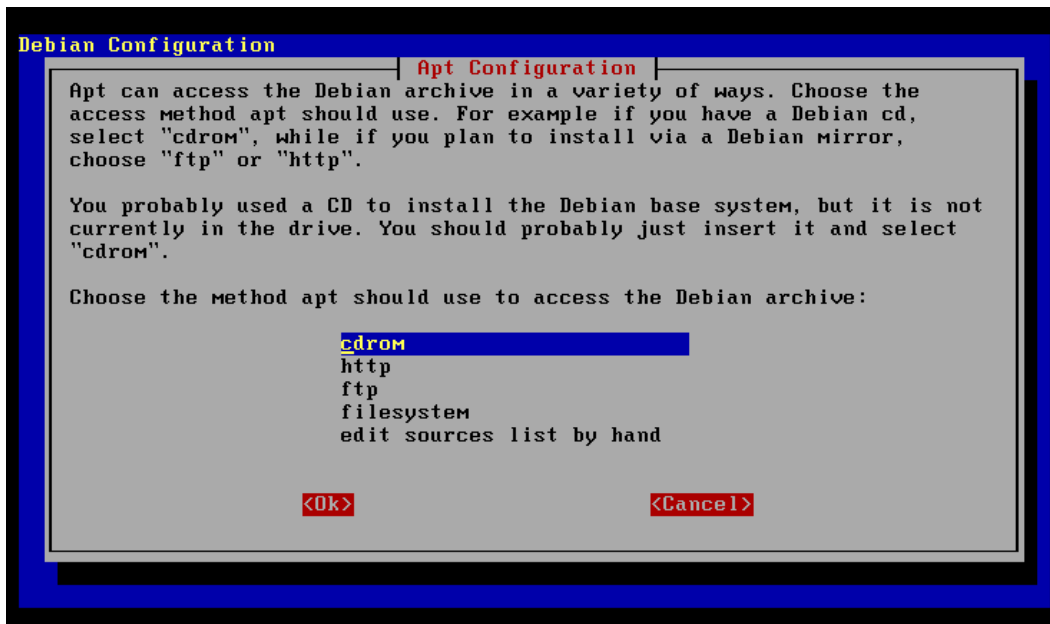 Debian Configuration
Apt Configuration
Apt can access the Debian archive in a variety of ways. Choose the
access method apt should use. For example if you have a Debian cd,
select "cdrom", while if you plan to install via a Debian mirror,
choose "ftp" or "http".
You probably used a CD to install the Debian base system, but it is not
currently in the drive. You should probably just insert it and select
"cdrom".
Choose the method apt should use to access the Debian archive:
cdrom
http
ftp
filesystem
edit sources list by hand
<Ok> <Cancel>